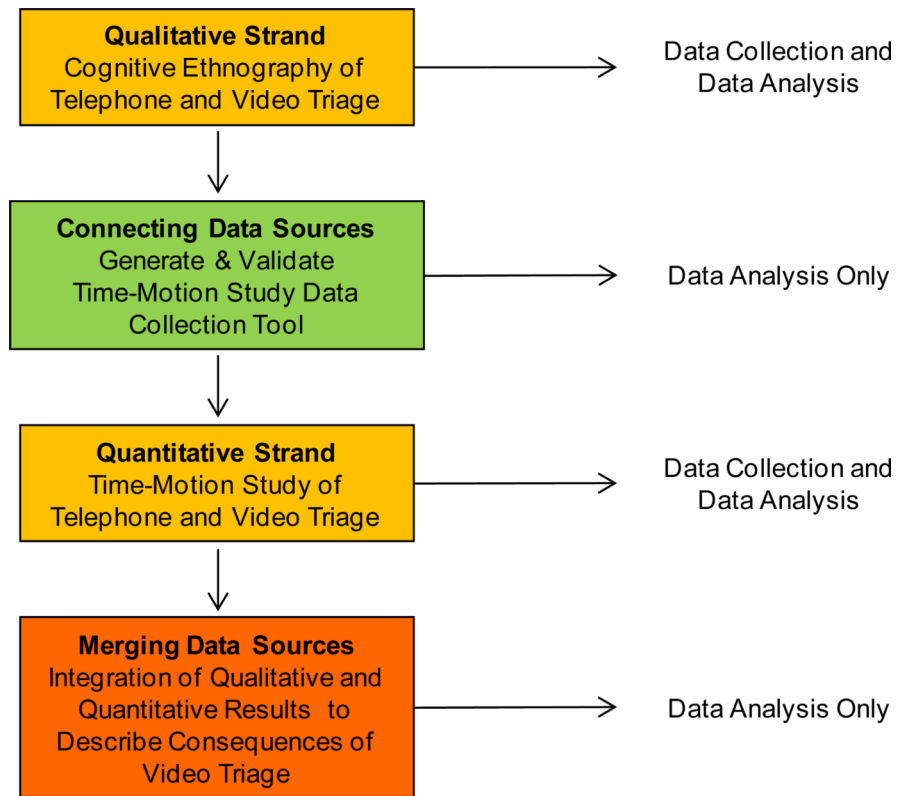 Qualitative Strand
Cognitive Ethnography of
Telephone and Video Triage
Data Collection and
Data Analysis
Connecting Data Sources
Generate & Validate
Time-Motion Study Data
Collection Tool
Data Analysis Only
Quantitative Strand
Time-Motion Study of
Telephone and Video Triage
Data Collection and
Data Analysis
Merging Data Sources
Integration of Qualitative and
Quantitative Results to
Describe Consequences of
Video Triage
Data Analysis Only